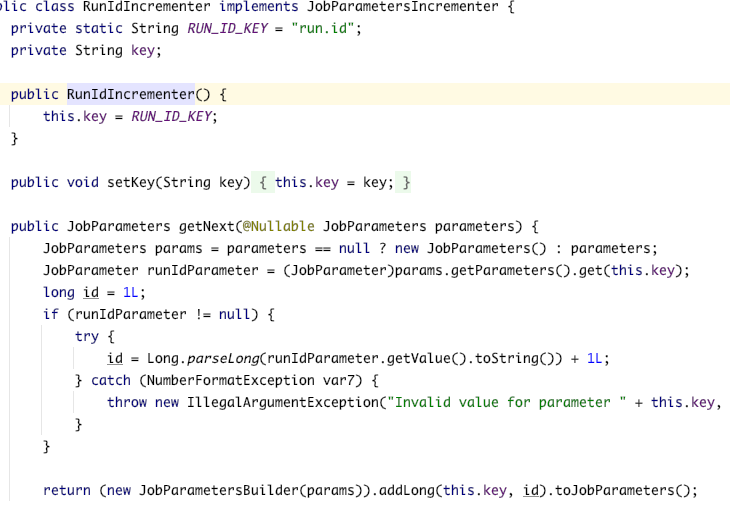 lic class RunIdIncrementer implements JobParametersIncrementer {
private static String RUN_ID_KEY = "run.id";
private String key;
public RunIdIncrementer() {
this.key = RUN_ID_KEY;
}
public void setKey(String key) { this.key = key; }
public JobParameters getNext(@Nullable JobParameters parameters) {
JobParameters params = parameters == null ? new JobParameters() : parameters;
JobParameter runIdParameter = (JobParameter)params.getParameters().get(this.key);
long id = 1L;
if (runIdParameter != null) {
try {
id = Long.parseLong(runIdParameter.getValue().toString()) + 1L;
} catch (NumberFormatException var7) {
throw new IllegalArgumentException("Invalid value for parameter " + this.key,
}
}
return (new JobParametersBuilder(params)).addLong(this.key, id).toJobParameters();